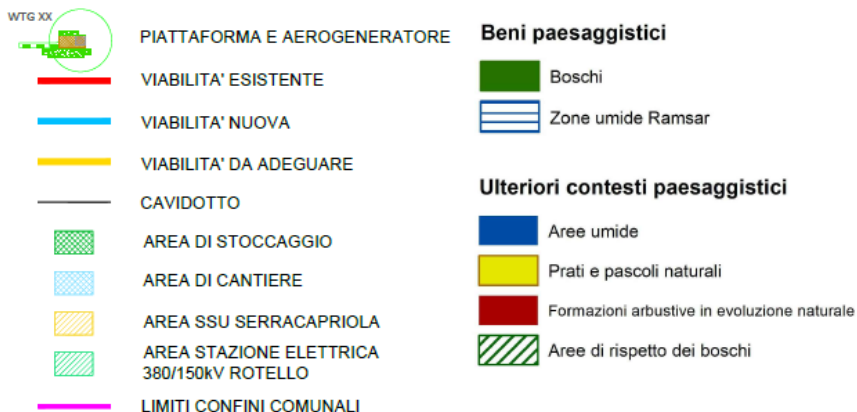 WTG XX
PIATTAFORMA E AEROGENERATORE
VIABILITA' ESISTENTE
VIABILITA' NUOVA
VIABILITA' DA ADEGUARE
CAVIDOTTO
AREA DI STOCCAGGIO
AREA DI CANTIERE
AREA SSU SERRACAPRIOLA
AREA STAZIONE ELETTRICA
380/150kV ROTELLO
LIMITI CONFINI COMUNALI
Beni paesaggistici
Boschi
Zone umide Ramsar
Ulteriori contesti paesaggistici
Aree umide
Prati e pascoli naturali
Formazioni arbustive in evoluzione naturale
Aree di rispetto dei boschi